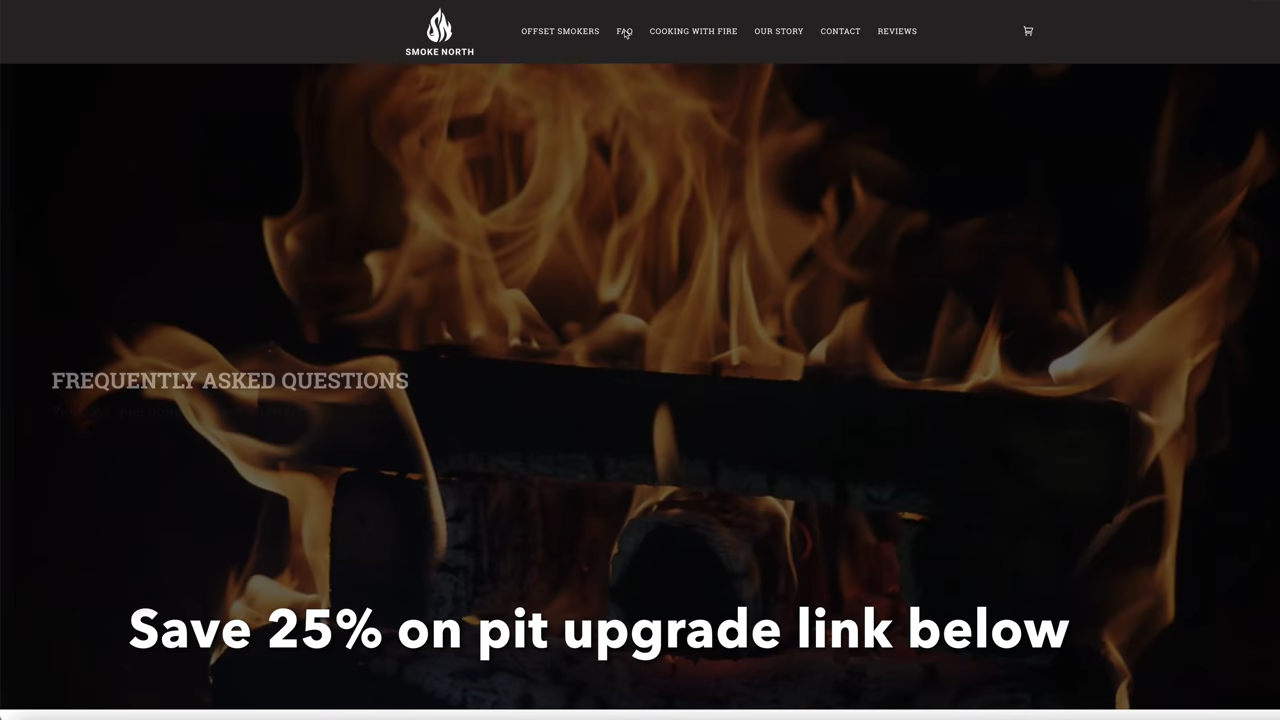 SMOKE NORTH
OFFSET SMOKERS FAQ COOKING WITH FIRE OUR STORY CONTACT REVIEWS
FREQUENTLY ASKED QUESTIONS
Save 25% on pit upgrade link below